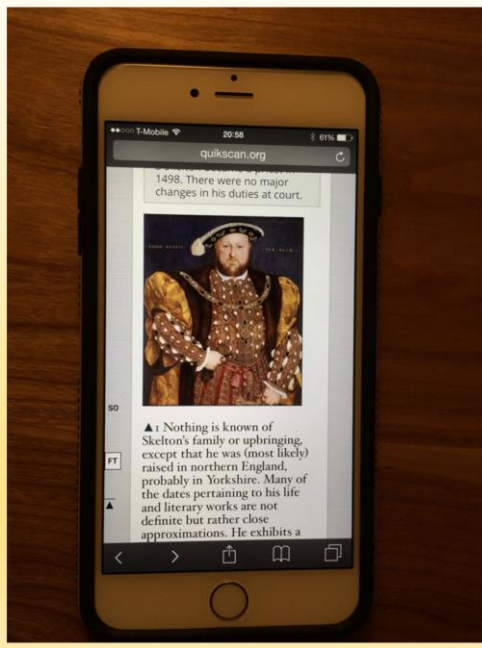 T-Mobile 20:58 61%
quikscan.org
1498. There were no major
changes in his duties at court.
▲1 Nothing is known of
Skelton's family or upbringing,
except that he was (most likely)
raised in northern England,
probably in Yorkshire. Many of
the dates pertaining to his life
and literary works are not
definite but rather close
approximations. He exhibits a
SO
FT